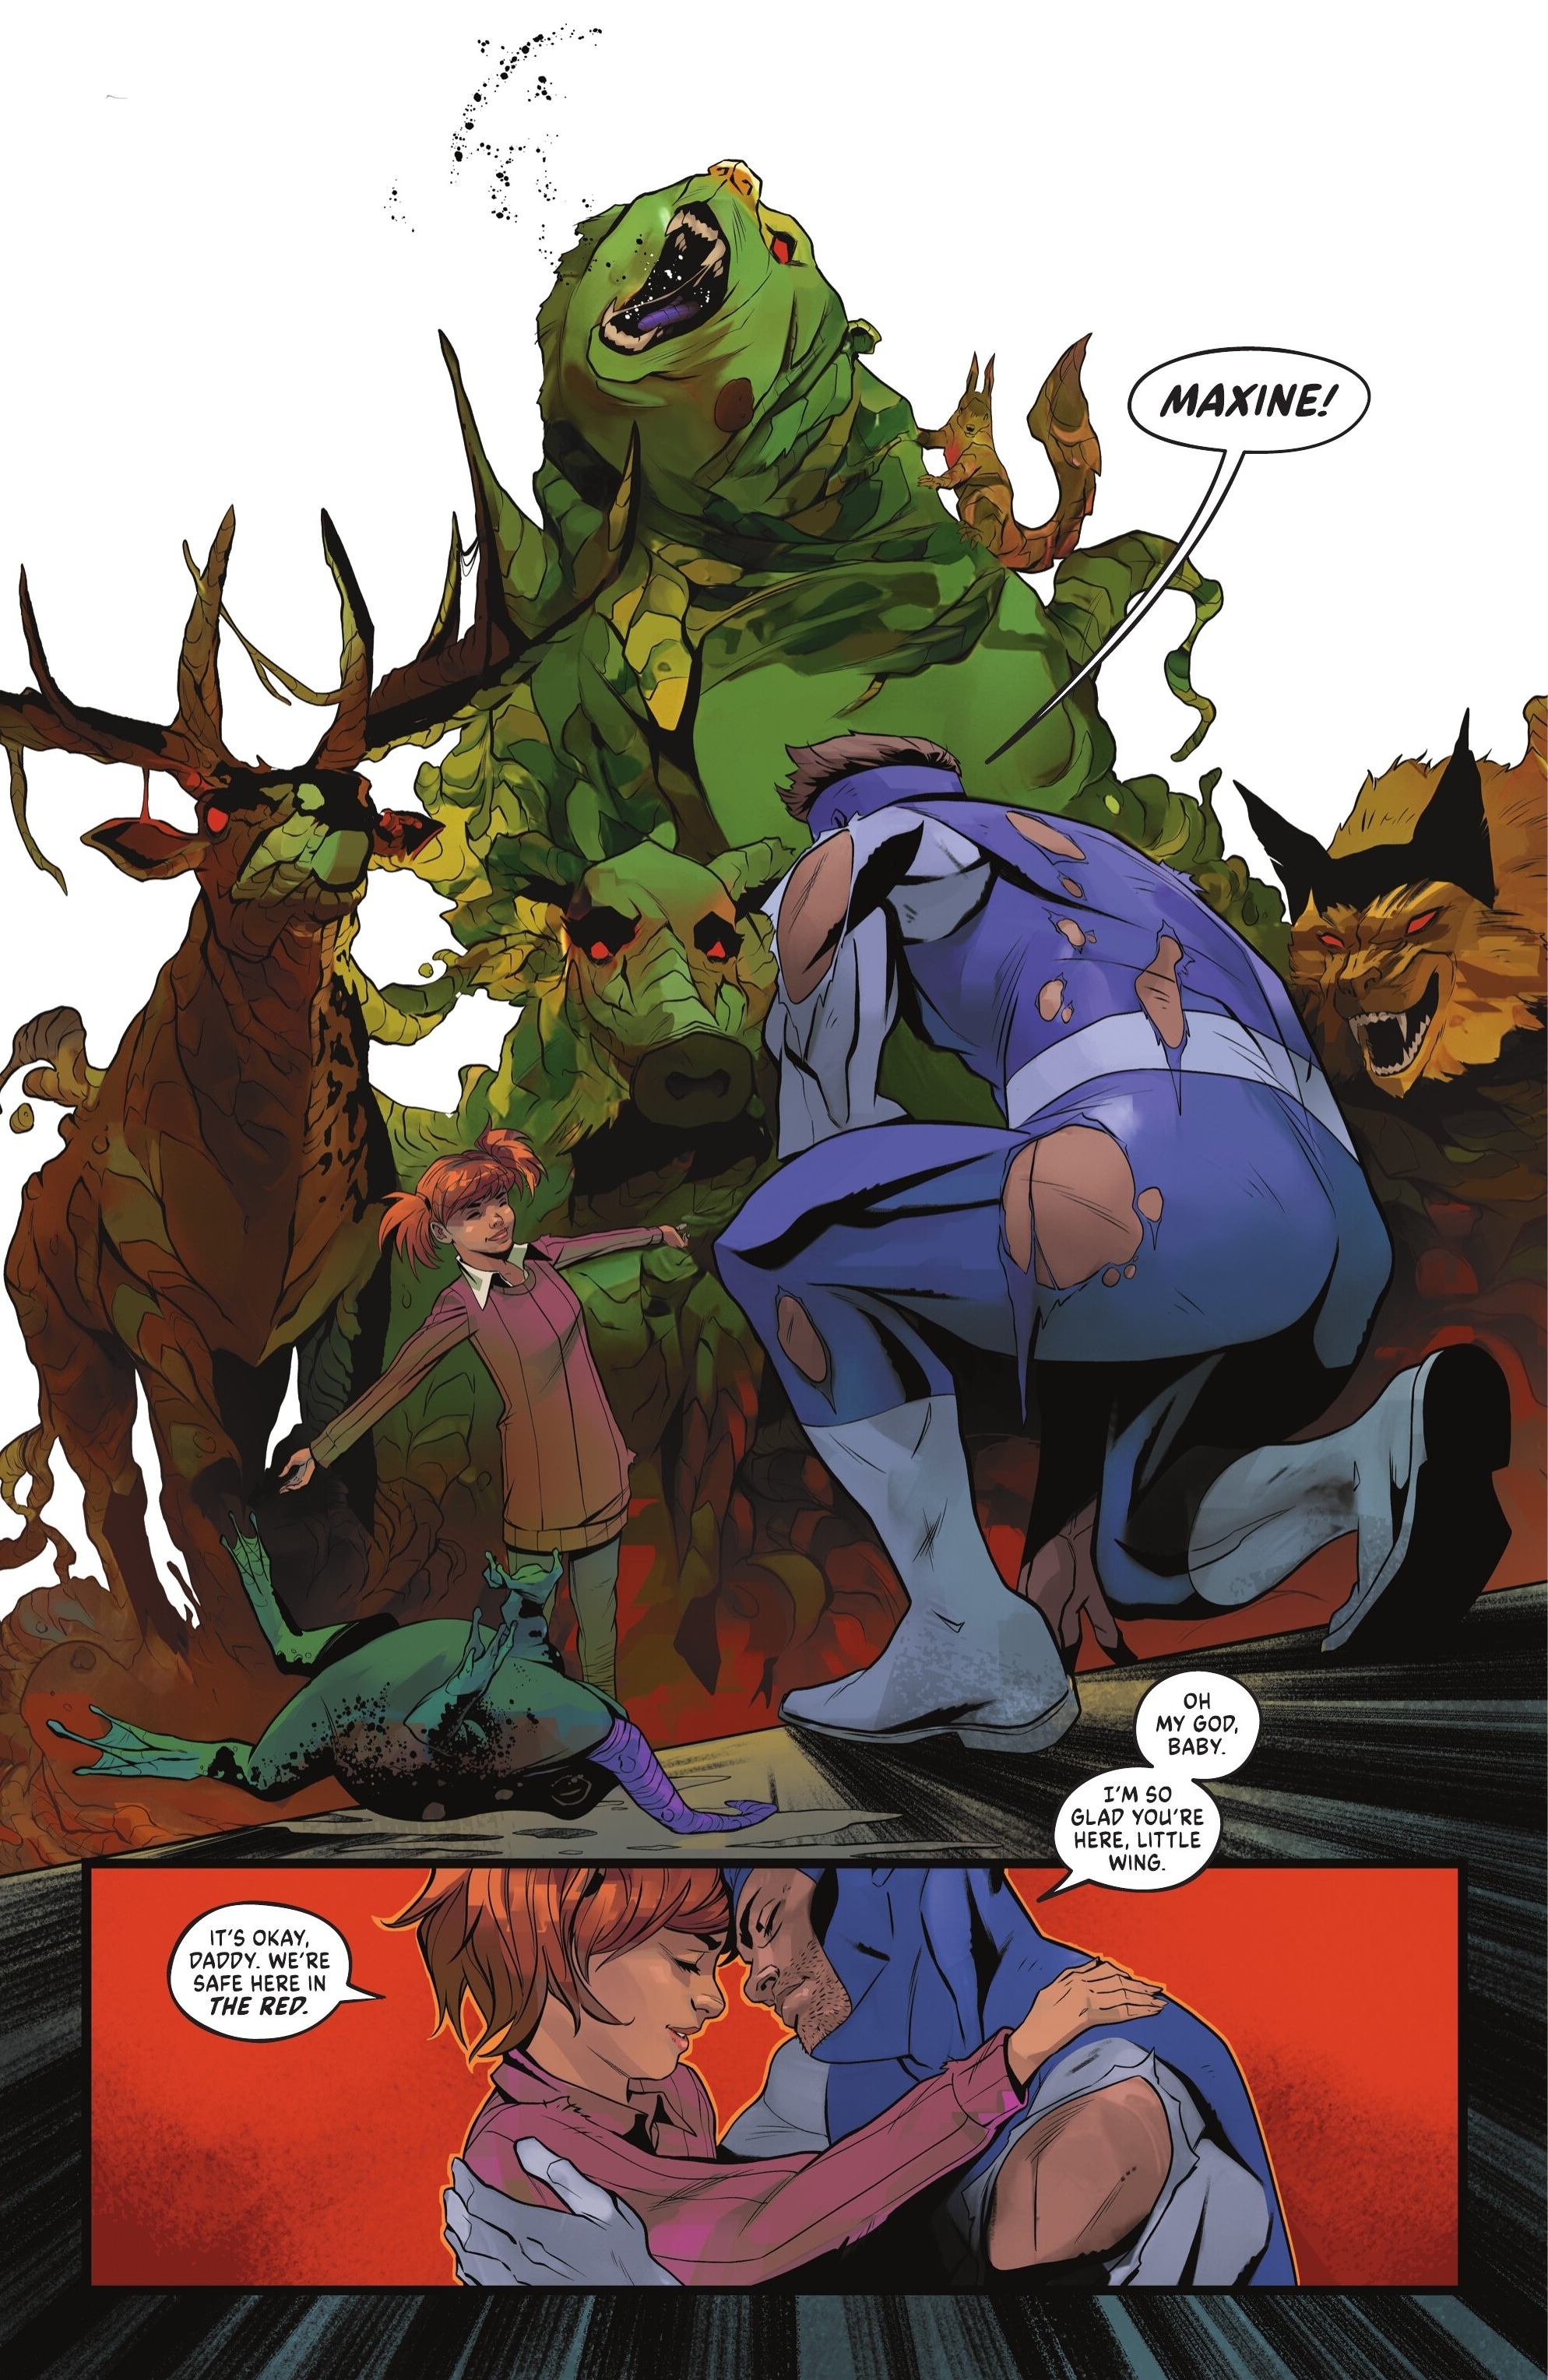 MAXINE!
OH
MY GOD,
BABY.
I'M SO
GLAD YOU'RE
HERE, LITTLE
WING.
IT'S OKAY,
DADDY. WE'RE
SAFE HERE IN
THE RED.